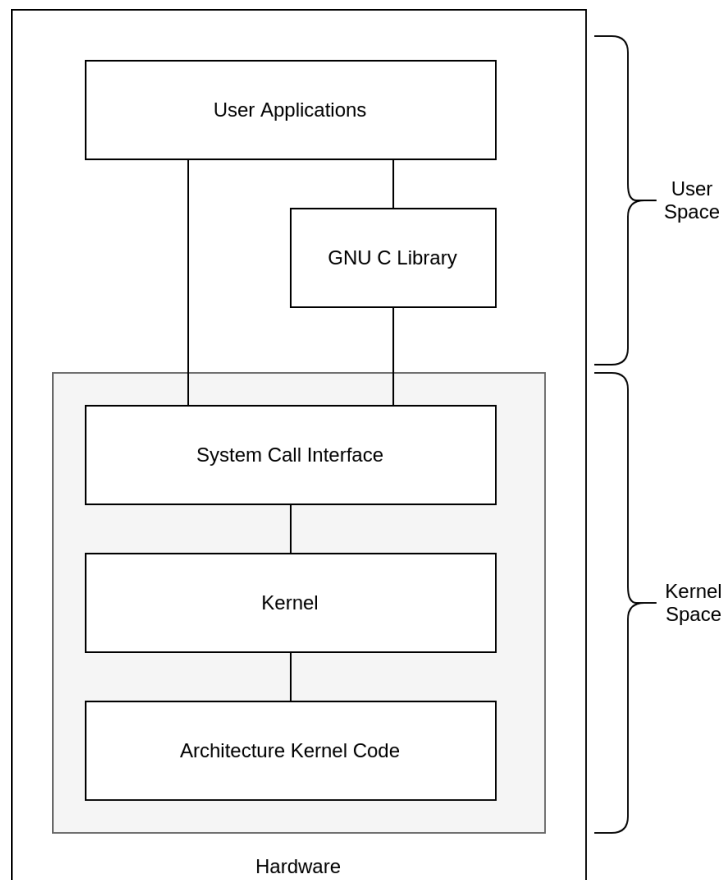 User Applications
User
Space
GNU C Library
System Call Interface
Kernel
Kernel
Space
Architecture Kernel Code
Hardware